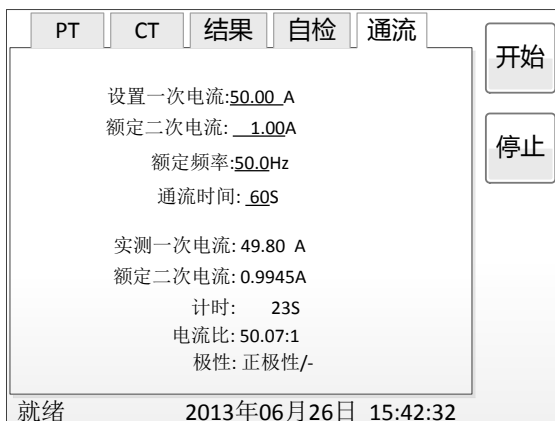 PT CT 结果 自检 通流
开始
设置一次电流:50.00 A
额定二次电流: 1.00A
停止
额定频率:50.0Hz
通流时间: 60S
实测一次电流: 49.80 A
额定二次电流: 0.9945A
计时: 23S
电流比: 50.07:1
极性: 正极性/-
就绪 2013年06月26日 15:42:32